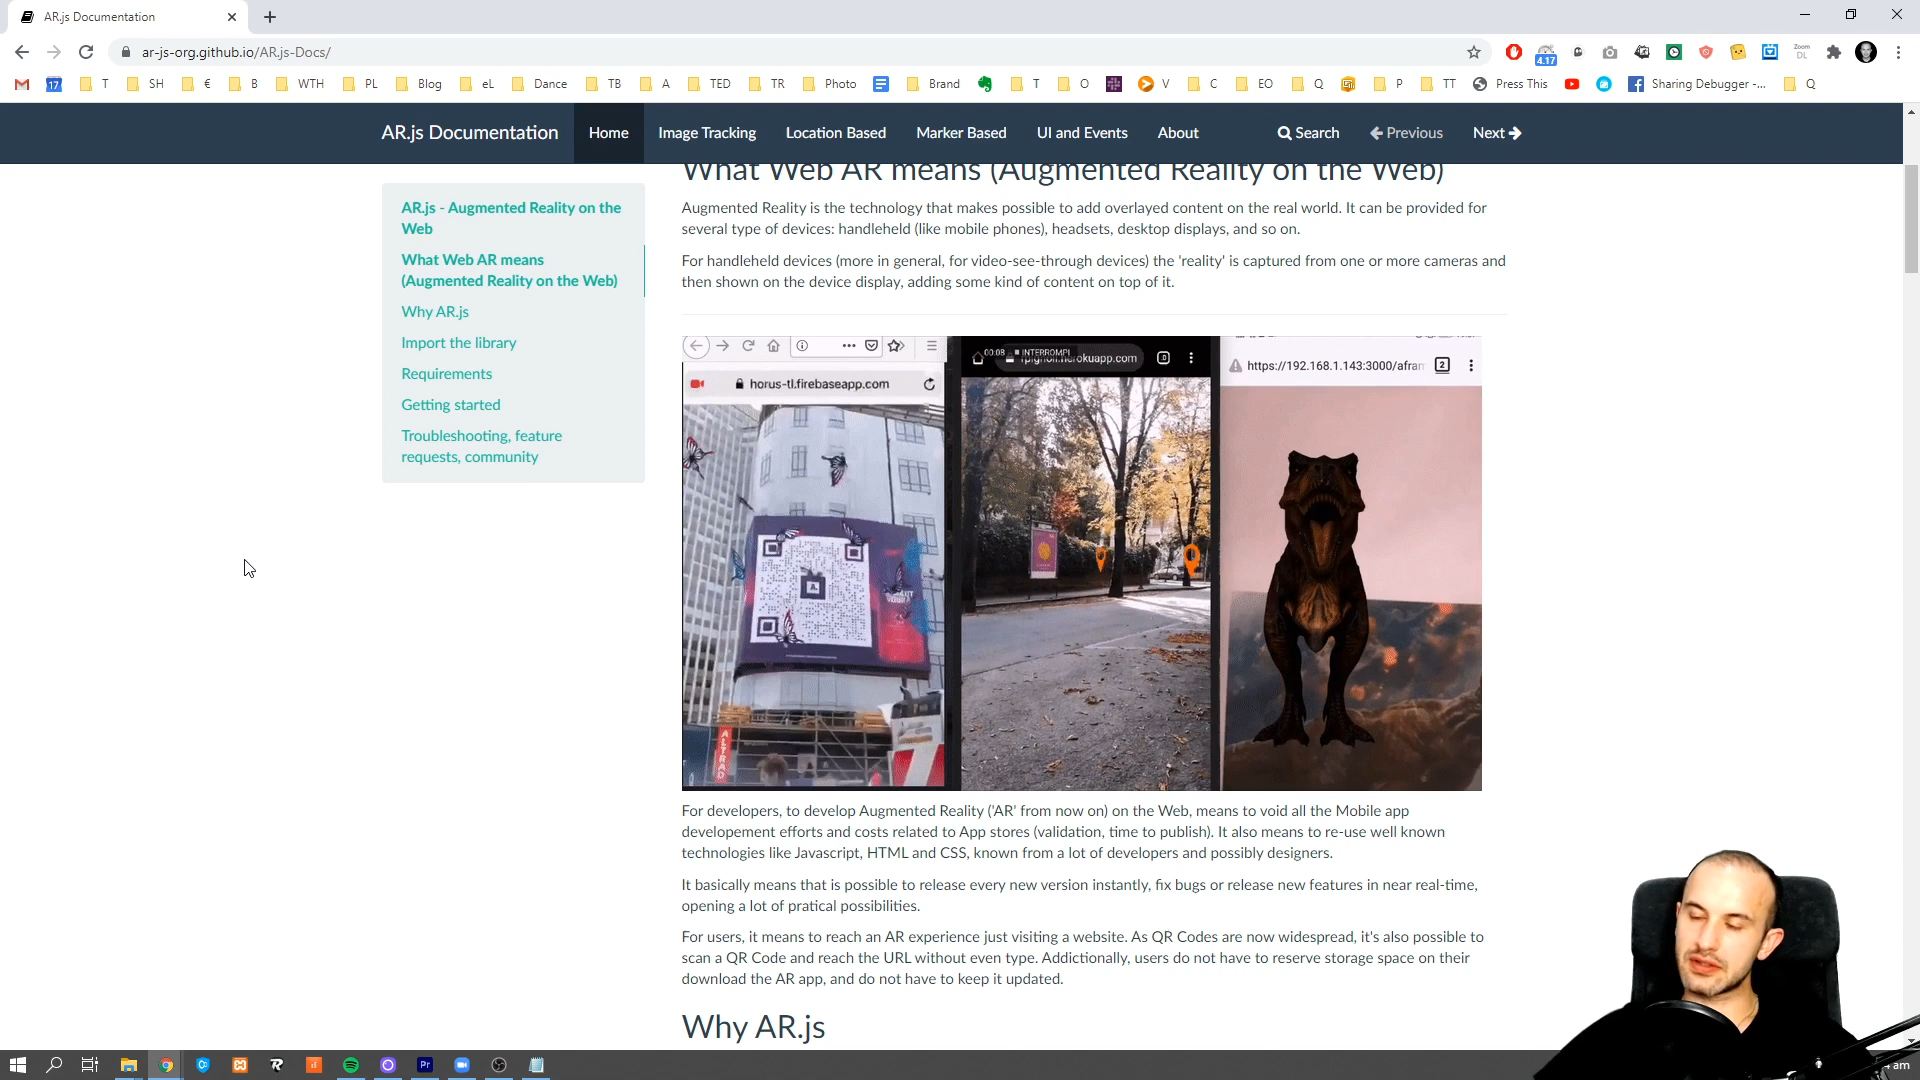 AR.js Documentation
ar-js-org.github.io/AR.js-Docs/
4.17
Zoom
DL
17
T
SH
€
B
WTH
PL
Blog
eL
Dance
TB
A
TED
TR
Photo
Brand
T
O
V
C
EO
Q
P
TT
Press This
Sharing Debugger -...
Q
AR.js Documentation
Home
Image Tracking
Location Based
Marker Based
UI and Events
About
Search
Previous
Next
AR.js - Augmented Reality on the
Web
What Web AR means
(Augmented Reality on the Web)
Why AR.js
Import the library
Requirements
Getting started
Troubleshooting, feature
requests, community
What Web AR means (Augmented Reality on the Web)
Augmented Reality is the technology that makes possible to add overlayed content on the real world. It can be provided for
several type of devices: handleheld (like mobile phones), headsets, desktop displays, and so on.
For handleheld devices (more in general, for video-see-through devices) the 'reality' is captured from one or more cameras and
then shown on the device display, adding some kind of content on top of it.
horus-tl.firebaseapp.com
ALTRAD
00:08 INTERROMPI
https://192.168.1.143:3000/afram
2
For developers, to develop Augmented Reality ('AR' from now on) on the Web, means to void all the Mobile app
developement efforts and costs related to App stores (validation, time to publish). It also means to re-use well known
technologies like Javascript, HTML and CSS, known from a lot of developers and possibly designers.
It basically means that is possible to release every new version instantly, fix bugs or release new features in near real-time,
opening a lot of pratical possibilities.
For users, it means to reach an AR experience just visiting a website. As QR Codes are now widespread, it's also possible to
scan a QR Code and reach the URL without even type. Addictionally, users do not have to reserve storage space on their
download the AR app, and do not have to keep it updated.
Why AR.js
Pr
am